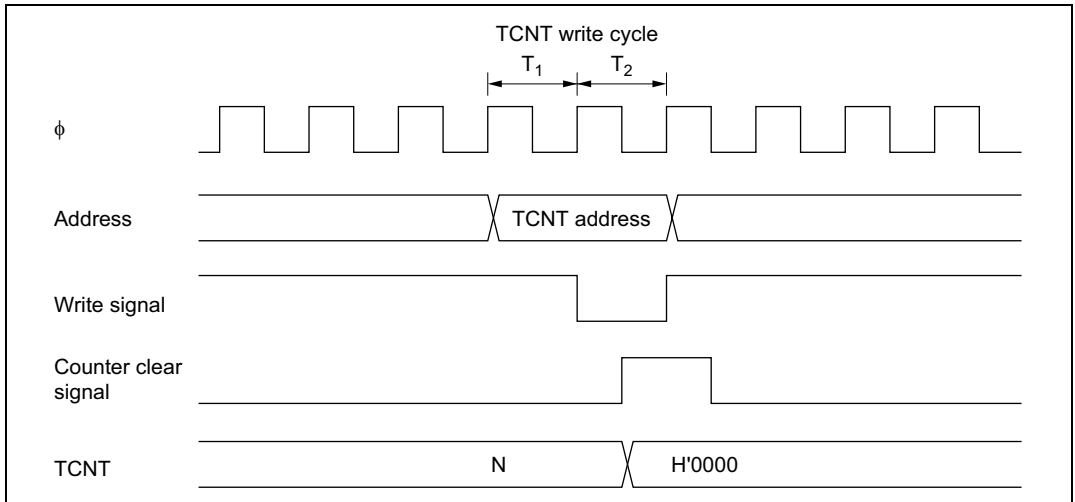 TCNT write cycle
T₁ T₂
ϕ
Address
TCNT address
Write signal
Counter clear
signal
TCNT
N
H'0000